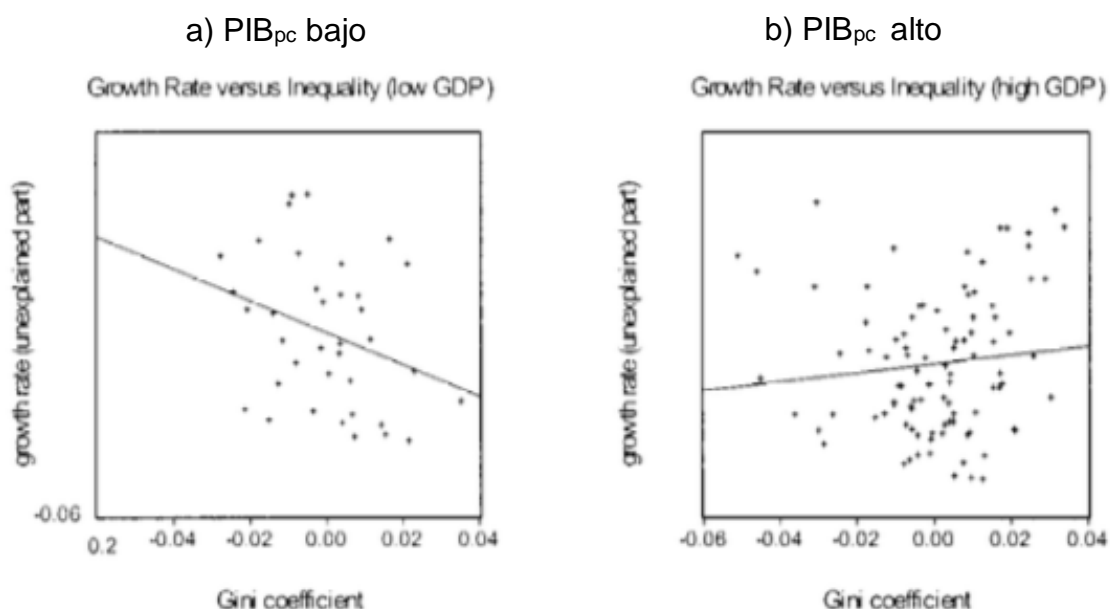 a) PIBpc bajo
b) PIBpc alto
Growth Rate versus Inequality (low GDP)
Growth Rate versus Inequality (high GDP)
growth rate (unexplained part)
-0.06
0.2 -0.04 -0.02 0.00 0.02 0.04
Gini coefficient
growth rate (unexplained part)
-0.06 -0.04 -0.02 0.00 0.02 0.04
Gini coefficient